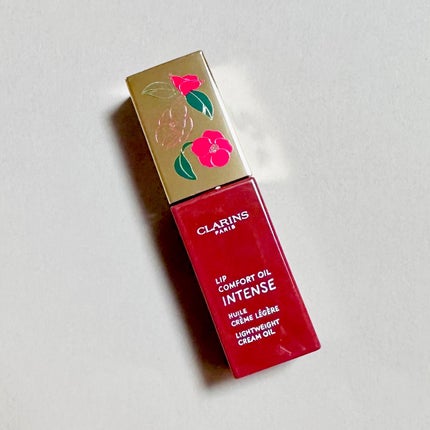 CLARINS
PARIS
LIP
COMFORT OIL
INTENSE
HUILE
CRÈME LÉGÈRE
LIGHTWEIGHT
CREAM OIL